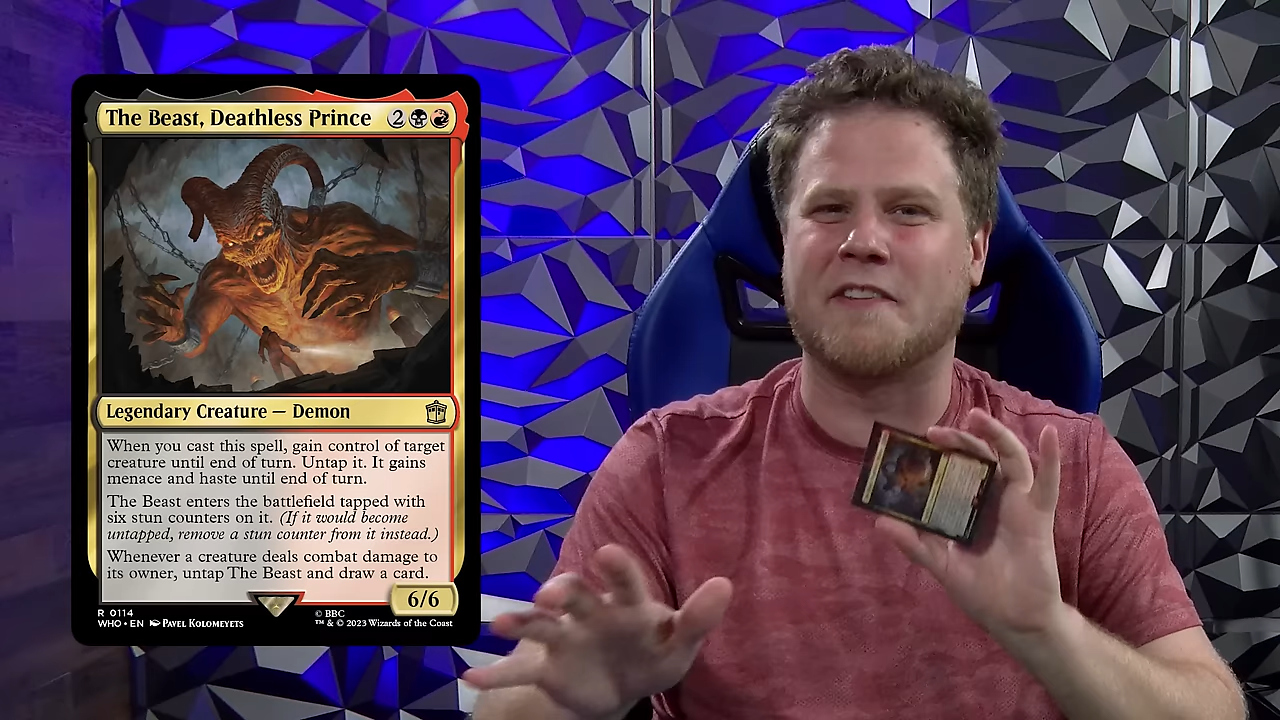 The Beast, Deathless Prince 2
Legendary Creature — Demon
When you cast this spell, gain control of target
creature until end of turn. Untap it. It gains
menace and haste until end of turn.
The Beast enters the battlefield tapped with
six stun counters on it. (If it would become
untapped, remove a stun counter from it instead.)
Whenever a creature deals combat damage to
its owner, untap The Beast and draw a card.
6/6
R 0114
WHO • EN Pavel Kolomeyets
© BBC
™ & © 2023 Wizards of the Coast